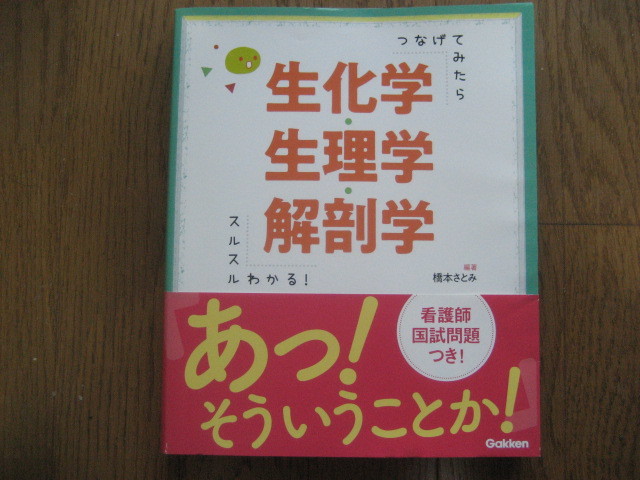 つなげてみたら
生化学・
生理学・
解剖学
スルスルわかる!
編著
橋本さとみ
看護師
国試問題
つき!
あっ!
そういうことか!
Gakken